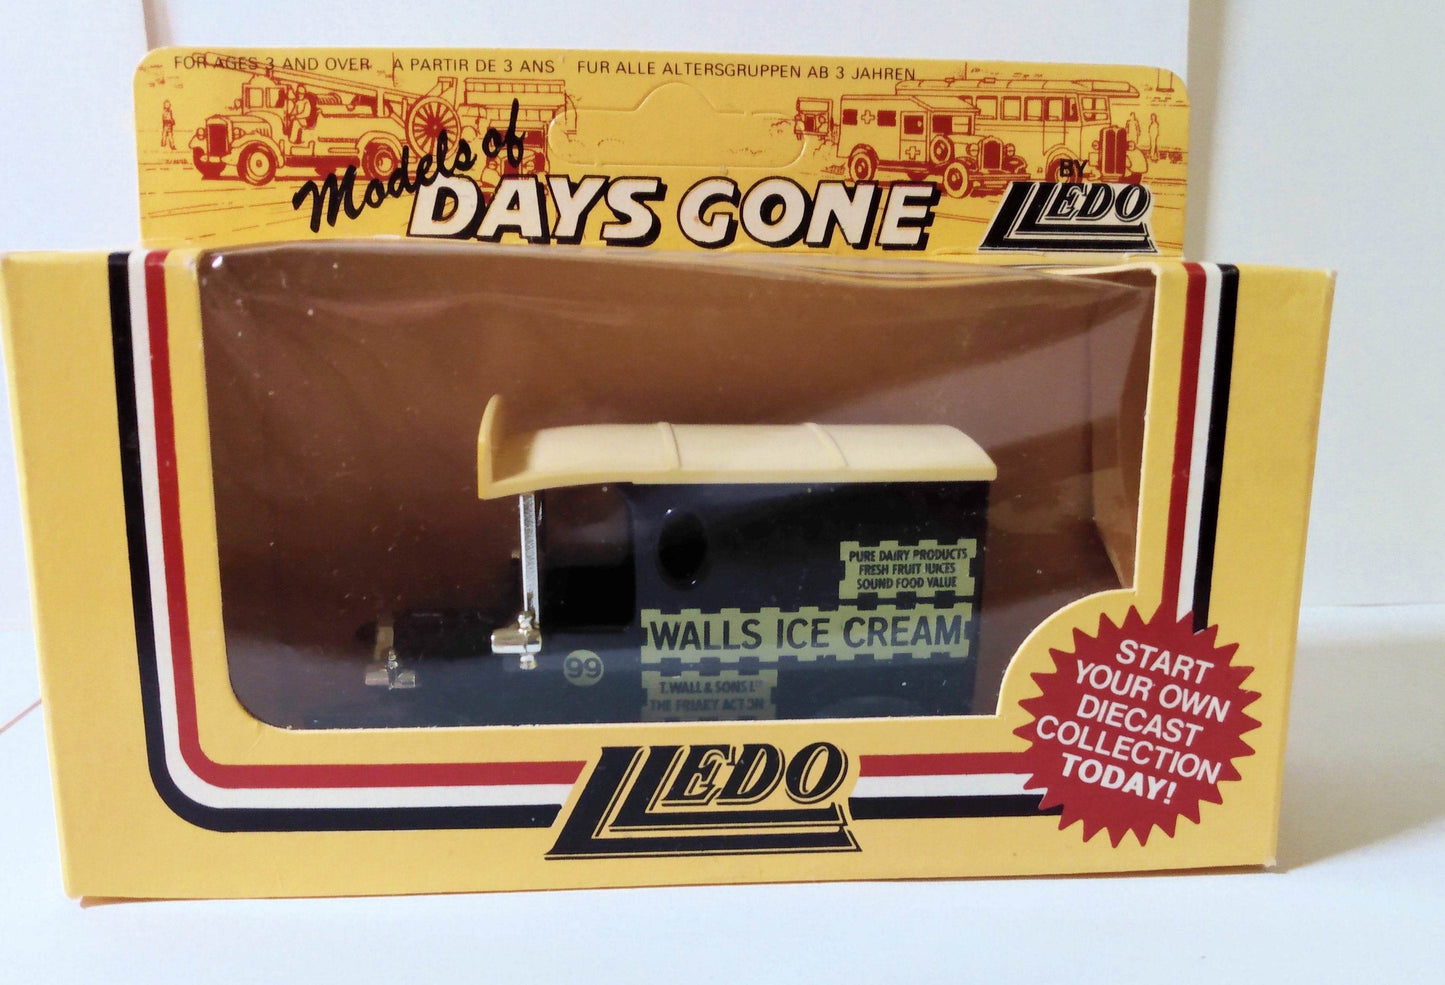 FOR AGES 3 AND OVER A PARTIR DE 3 ANS FUR ALLE ALTERSGRUPPEN AB 3 JAHREN
Models of
DAYS GONE
BY
LLEDO
PURE DAIRY PRODUCTS
FRESH FRUIT JUICES
SOUND FOOD VALUE
WALLS ICE CREAM
99
T. WALL & SONS LTD
THE FRIARY ACTON
LLEDO
START
YOUR OWN
DIECAST
COLLECTION
TODAY!